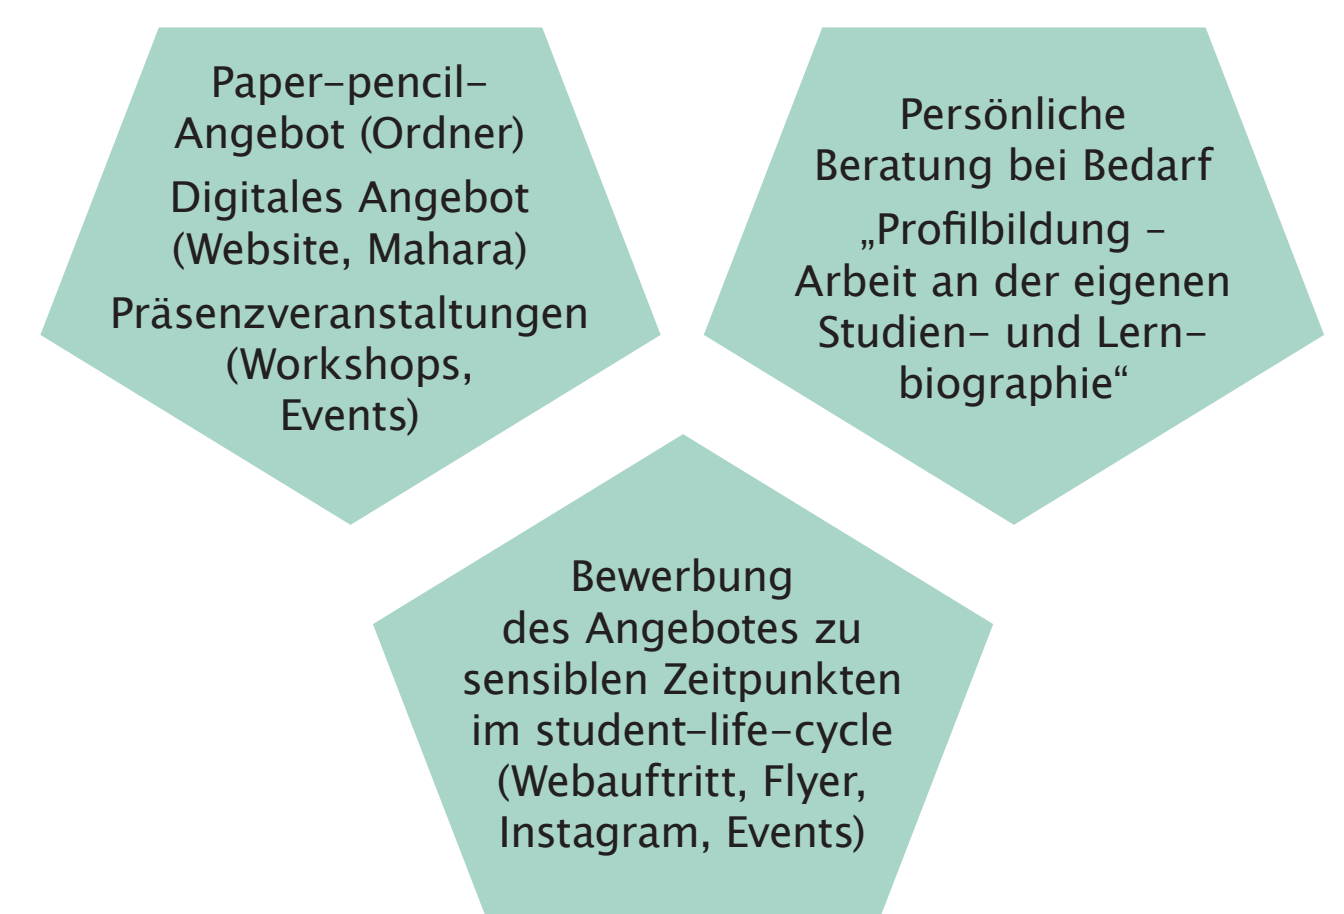 Paper-pencil-
Angebot (Ordner)
Digitales Angebot
(Website, Mahara)
Präsenzveranstaltungen
(Workshops,
Events)
Persönliche
Beratung bei Bedarf
„Profilbildung –
Arbeit an der eigenen
Studien- und Lern-
biographie“
Bewerbung
des Angebotes zu
sensiblen Zeitpunkten
im student-life-cycle
(Webauftritt, Flyer,
Instagram, Events)